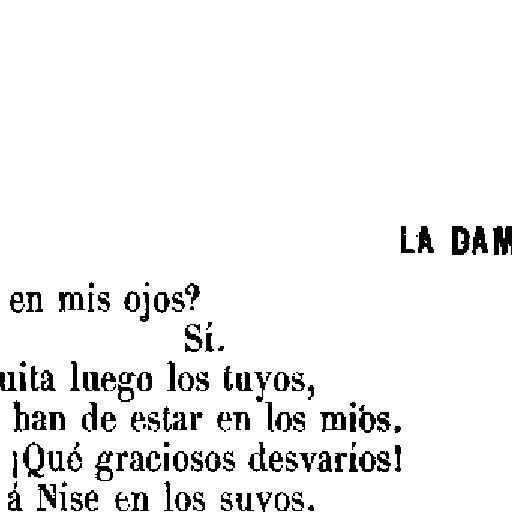 LA DAM
en mis ojos?
Sí.
uita luego los tuyos,
han de estar en los mios.
¡Qué graciosos desvaríos!
á Nise en los suyos.